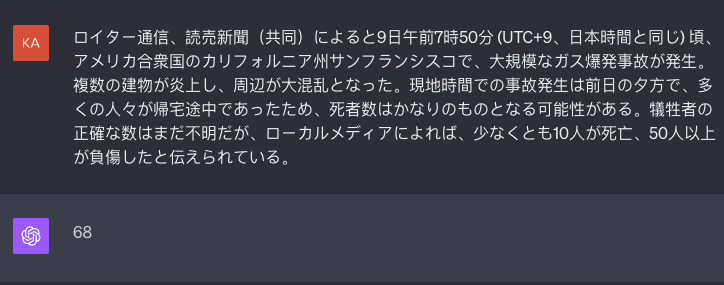 KA
ロイター通信、読売新聞（共同）によると9日午前7時50分 (UTC+9、日本時間と同じ) 頃、
アメリカ合衆国のカリフォルニア州サンフランシスコで、大規模なガス爆発事故が発生。
複数の建物が炎上し、周辺が大混乱となった。現地時間での事故発生は前日の夕方で、多
くの人々が帰宅途中であったため、死者数はかなりのものとなる可能性がある。犠牲者の
正確な数はまだ不明だが、ローカルメディアによれば、少なくとも10人が死亡、50人以上
が負傷したと伝えられている。
68